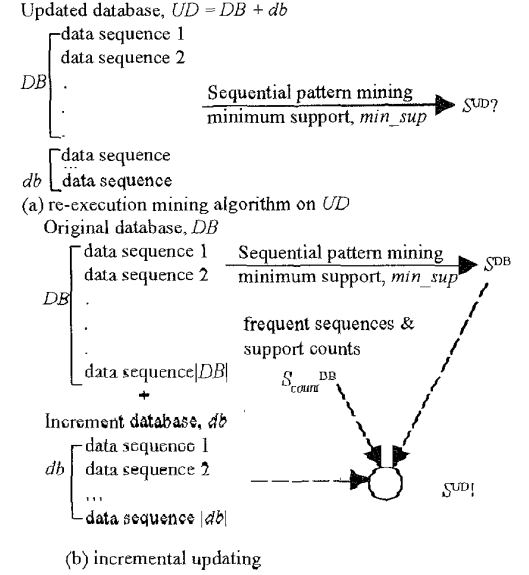 Updated database, UD = DB + db
data sequence 1
data sequence 2
DB
.
.
.
Sequential pattern mining
minimum support, min_sup
S^UD?
data sequence
...
db
data sequence
(a) re-execution mining algorithm on UD
Original database, DB
data sequence 1
data sequence 2
DB
.
.
.
data sequence|DB|
Sequential pattern mining
minimum support, min_sup
S^DB
frequent sequences &
support counts
S_count^DB
+
Increment database, db
data sequence 1
db
data sequence 2
...
data sequence |db|
S^UD!
(b) incremental updating